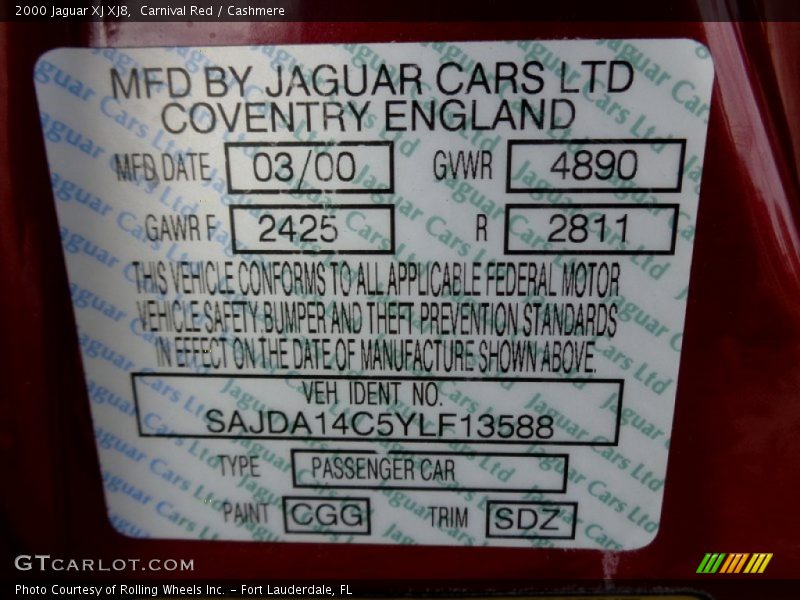 2000 Jaguar XJ XJ8, Carnival Red / Cashmere
MFD BY JAGUAR CARS LTD
COVENTRY ENGLAND
MFD DATE 03/00 GVWR 4890
GAWR F 2425 R 2811
THIS VEHICLE CONFORMS TO ALL APPLICABLE FEDERAL MOTOR
VEHICLE SAFETY, BUMPER AND THEFT PREVENTION STANDARDS
IN EFFECT ON THE DATE OF MANUFACTURE SHOWN ABOVE.
VEH IDENT NO.
SAJDA14C5YLF13588
TYPE PASSENGER CAR
PAINT CGG TRIM SDZ
GTCARLOT.COM
Photo Courtesy of Rolling Wheels Inc. - Fort Lauderdale, FL